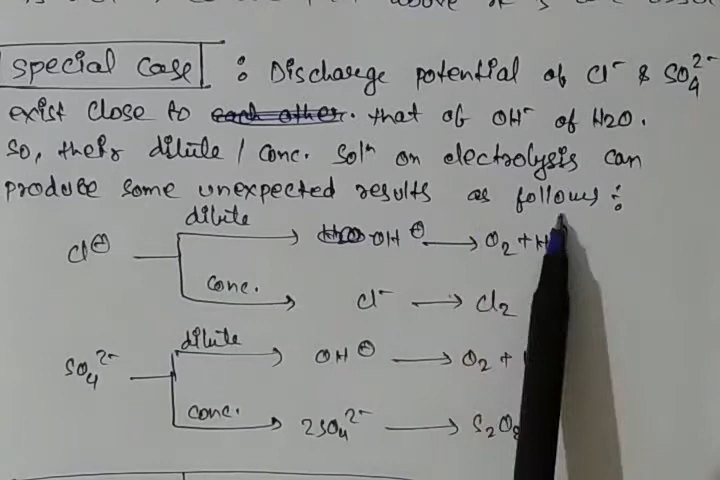 Special Case : Discharge potential of Cl⁻ & SO₄²⁻
exist close to that of OH⁻ of H2O.
So, their dilute / conc. Solⁿ on electrolysis can
produce some unexpected results as follows :
dilute
Cl⊖ OH⊖ → O₂ +
conc.
Cl⁻ → Cl₂
dilute
SO₄²⁻ OH⊖ → O₂ +
conc.
2SO₄²⁻ → S₂O₈